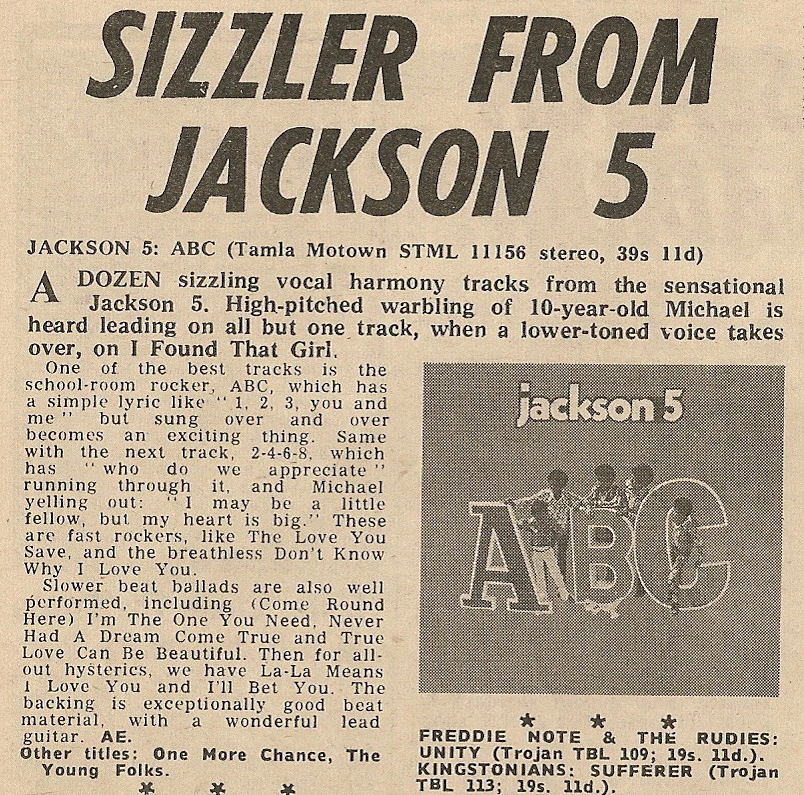 SIZZLER FROM
JACKSON 5
JACKSON 5: ABC (Tamla Motown STML 11156 stereo, 39s 11d)
A DOZEN sizzling vocal harmony tracks from the sensational
Jackson 5. High-pitched warbling of 10-year-old Michael is
heard leading on all but one track, when a lower-toned voice takes
over, on I Found That Girl.
One of the best tracks is the
school-room rocker, ABC, which has
a simple lyric like "1, 2, 3, you and
me" but sung over and over
becomes an exciting thing. Same
with the next track, 2-4-6-8, which
has "who do we appreciate"
running through it, and Michael
yelling out: "I may be a little
fellow, but my heart is big." These
are fast rockers, like The Love You
Save, and the breathless Don't Know
Why I Love You.
Slower beat ballads are also well
performed, including (Come Round
Here) I'm The One You Need, Never
Had A Dream Come True and True
Love Can Be Beautiful. Then for all-
out hysterics, we have La-La Means
I Love You and I'll Bet You. The
backing is exceptionally good beat
material, with a wonderful lead
guitar. AE.
Other titles: One More Chance, The
Young Folks.
* * *
jackson 5
ABC
* * *
FREDDIE NOTE & THE RUDIES:
UNITY (Trojan TBL 109; 19s. 11d.).
KINGSTONIANS: SUFFERER (Trojan
TBL 113; 19s. 11d.).